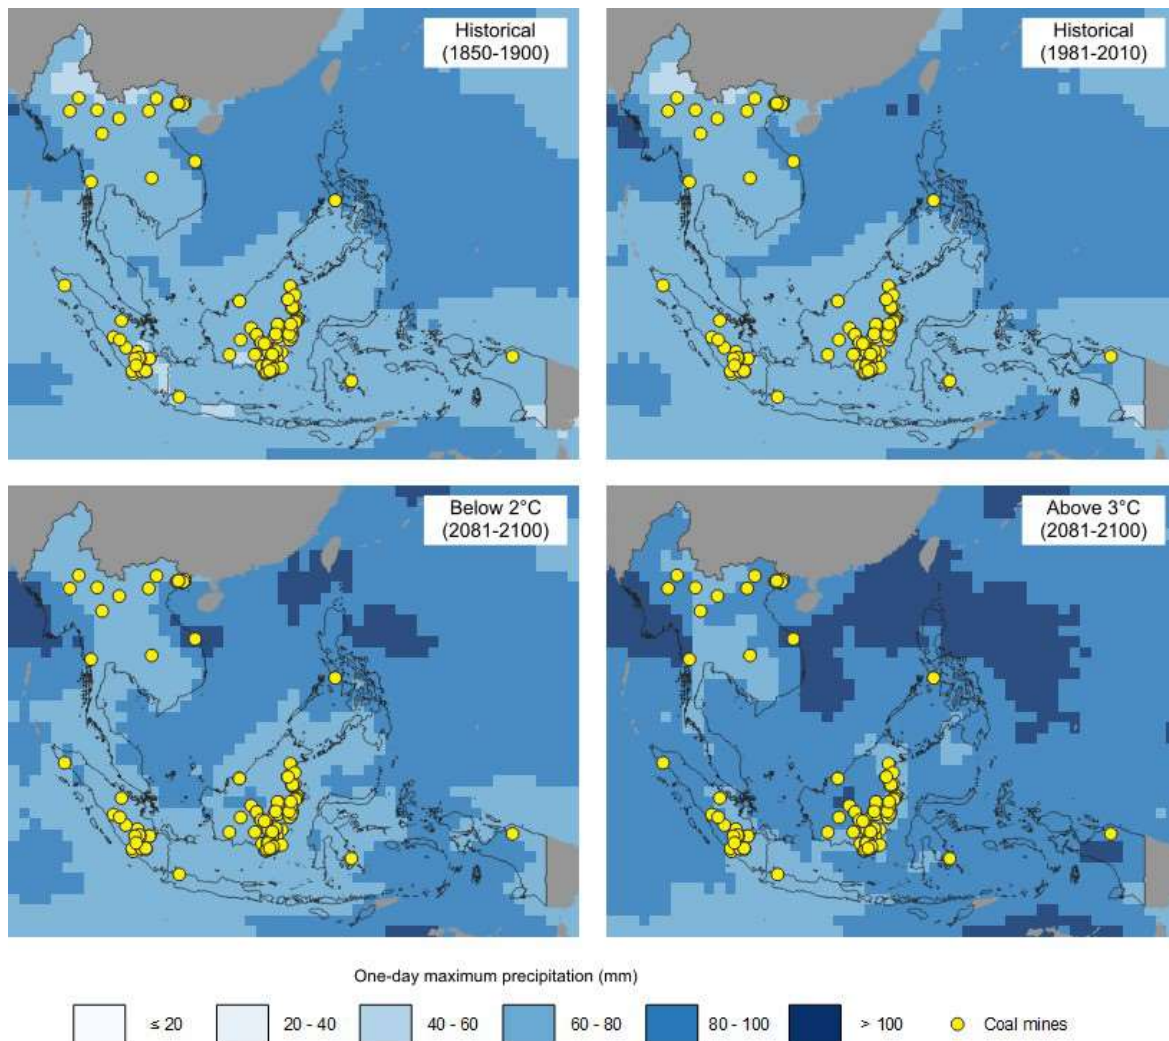 Historical
(1850-1900)
Historical
(1981-2010)
Below 2°C
(2081-2100)
Above 3°C
(2081-2100)
One-day maximum precipitation (mm)
≤ 20
20 - 40
40 - 60
60 - 80
80 - 100
> 100
Coal mines